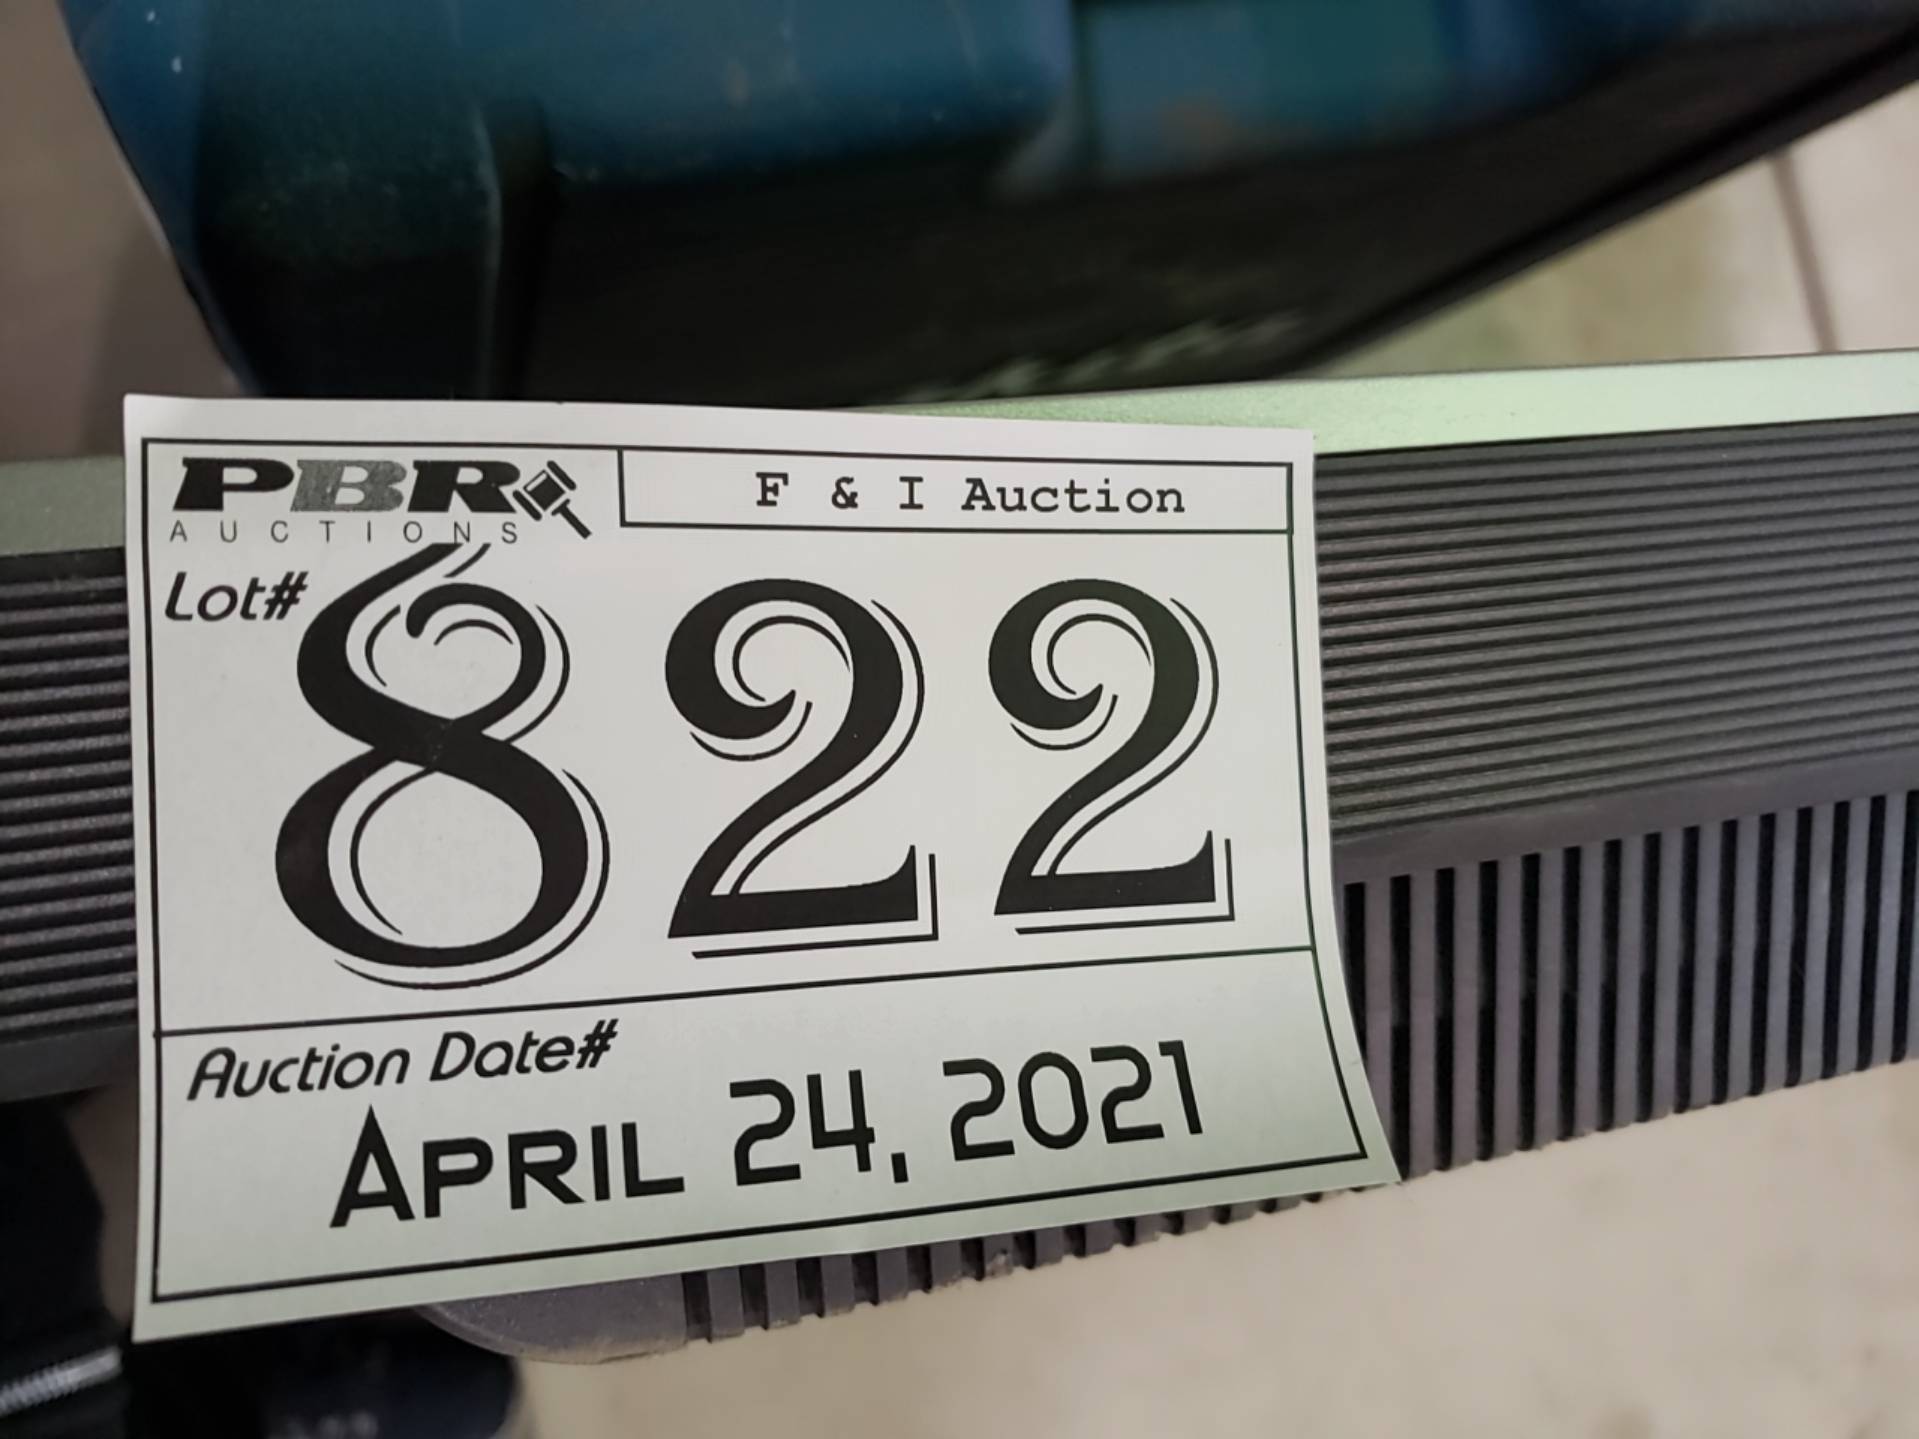 PBR
AUCTIONS
F & I Auction
Lot#
822
Auction Date#
APRIL 24, 2021